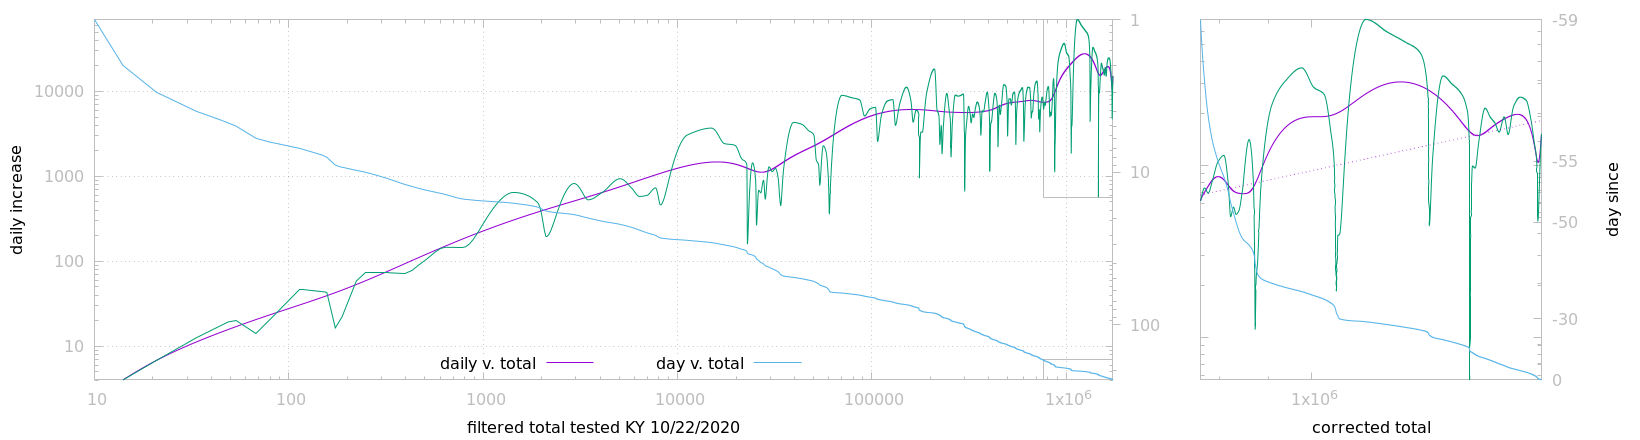 1
-59
10000
-55
1000
10
-50
daily increase
day since
100
-30
100
10
daily v. total
day v. total
0
10
100
1000
10000
100000
1x10^6
1x10^6
filtered total tested KY 10/22/2020
corrected total